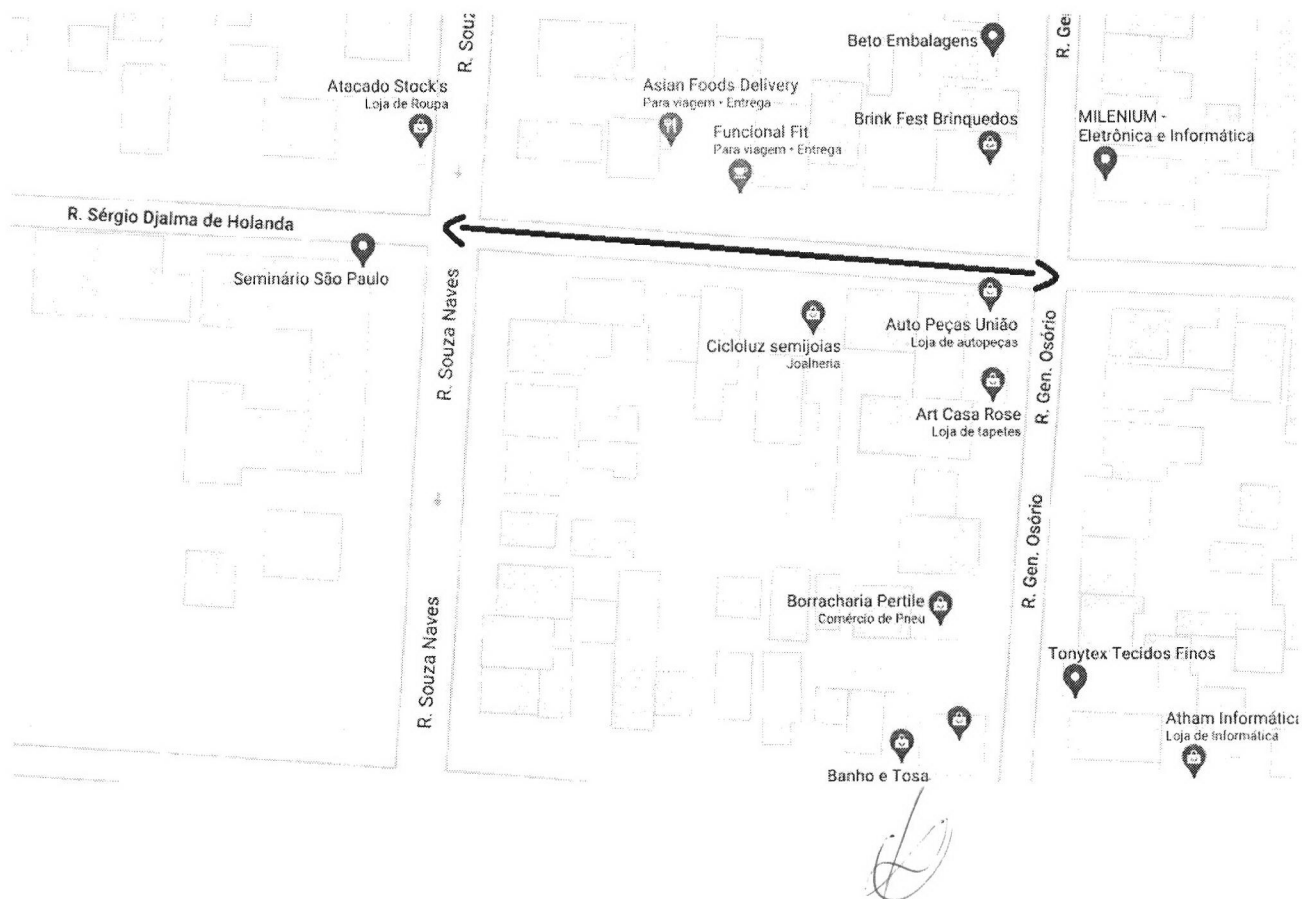 R. Souz
R. Ge
Beto Embalagens
Atacado Stock's
Loja de Roupa
Asian Foods Delivery
Para viagem • Entrega
Funcional Fit
Para viagem • Entrega
Brink Fest Brinquedos
MILENIUM -
Eletrônica e Informática
R. Sérgio Djalma de Holanda
Seminário São Paulo
R. Souza Naves
Cicloluz semijoias
Joalheria
Auto Peças União
Loja de autopeças
R. Gen. Osório
Art Casa Rose
Loja de tapetes
R. Gen. Osório
Borracharia Pertile
Comércio de Pneu
R. Souza Naves
Tonytex Tecidos Finos
Atham Informátic
Loja de Informática
Banho e Tosa